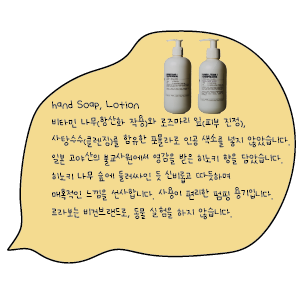 hand Soap, Lotion
비타민 나무(항산화 작용)와 로즈마리 잎(피부 진정),
사탕수수(클렌징)를 함유한 포뮬라로 인공 색소를 넣지 않았습니다.
일본 고야산의 불교사원에서 영감을 받은 히노키 향을 담았습니다.
히노키 나무 숲에 둘러싸인 듯 신비롭고 따뜻하며
매혹적인 느낌을 선사합니다. 사용이 편리한 펌핑 용기입니다.
르라보는 비건브랜드로, 동물 실험을 하지 않습니다.